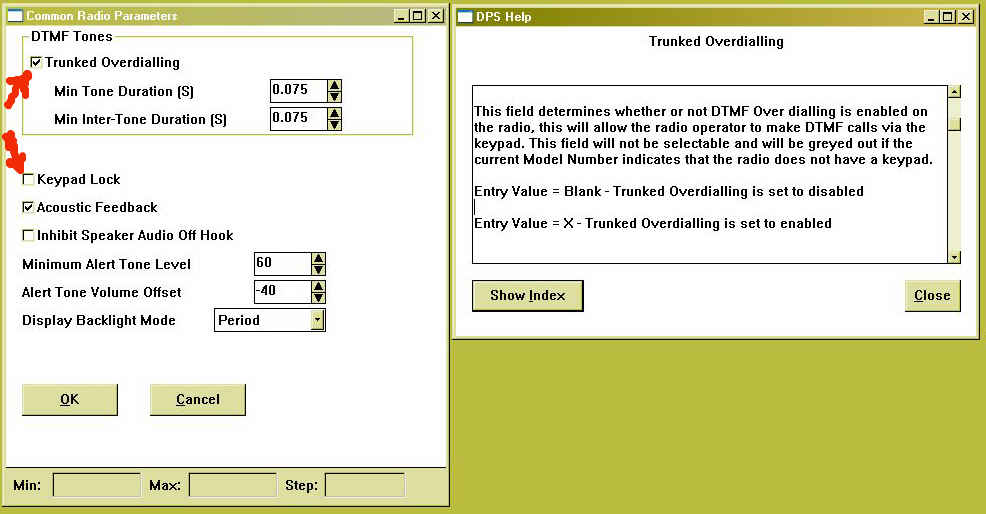 Common Radio Parameters
DTMF Tones
Trunked Overdialling
Min Tone Duration (S) 0.075
Min Inter-Tone Duration (S) 0.075
Keypad Lock
Acoustic Feedback
Inhibit Speaker Audio Off Hook
Minimum Alert Tone Level 60
Alert Tone Volume Offset -40
Display Backlight Mode Period
OK Cancel
Min: Max: Step:
DPS Help
Trunked Overdialling
This field determines whether or not DTMF Over dialling is enabled on
the radio, this will allow the radio operator to make DTMF calls via the
keypad. This field will not be selectable and will be greyed out if the
current Model Number indicates that the radio does not have a keypad.
Entry Value = Blank - Trunked Overdialling is set to disabled
Entry Value = X - Trunked Overdialling is set to enabled
Show Index Close